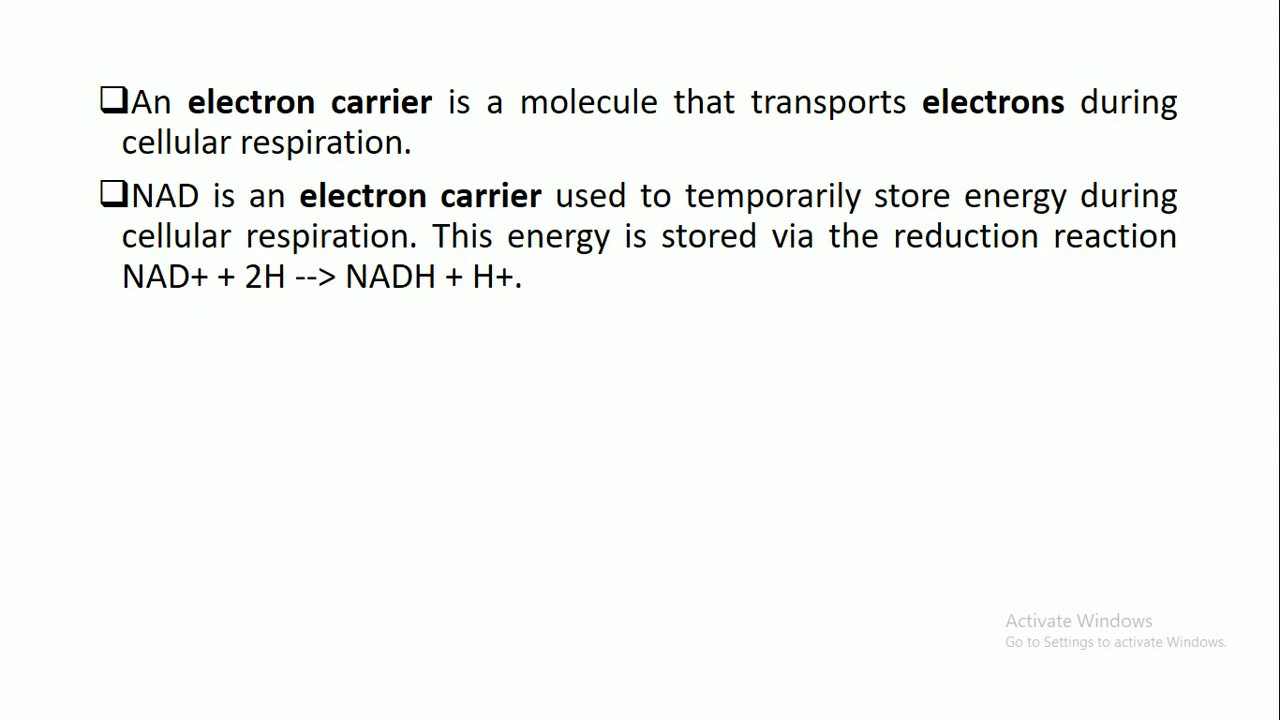 ❑An electron carrier is a molecule that transports electrons during
cellular respiration.
❑NAD is an electron carrier used to temporarily store energy during
cellular respiration. This energy is stored via the reduction reaction
NAD+ + 2H --> NADH + H+.
Activate Windows
Go to Settings to activate Windows.